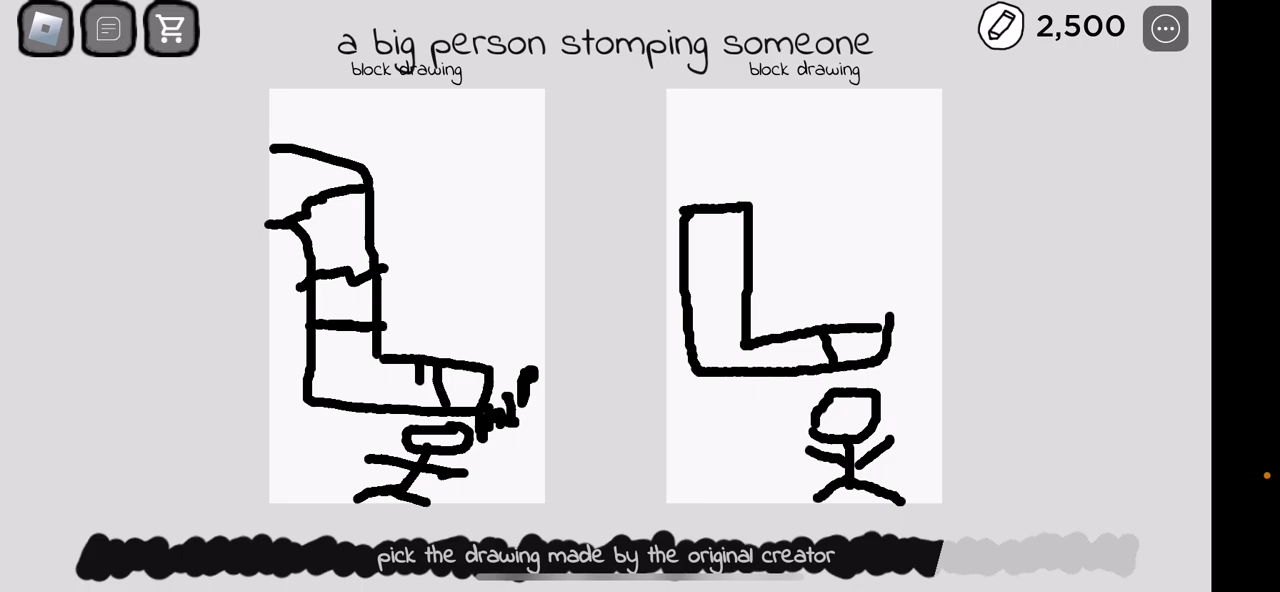 2,500
a big person stomping someone
block drawing
block drawing
pick the drawing made by the original creator